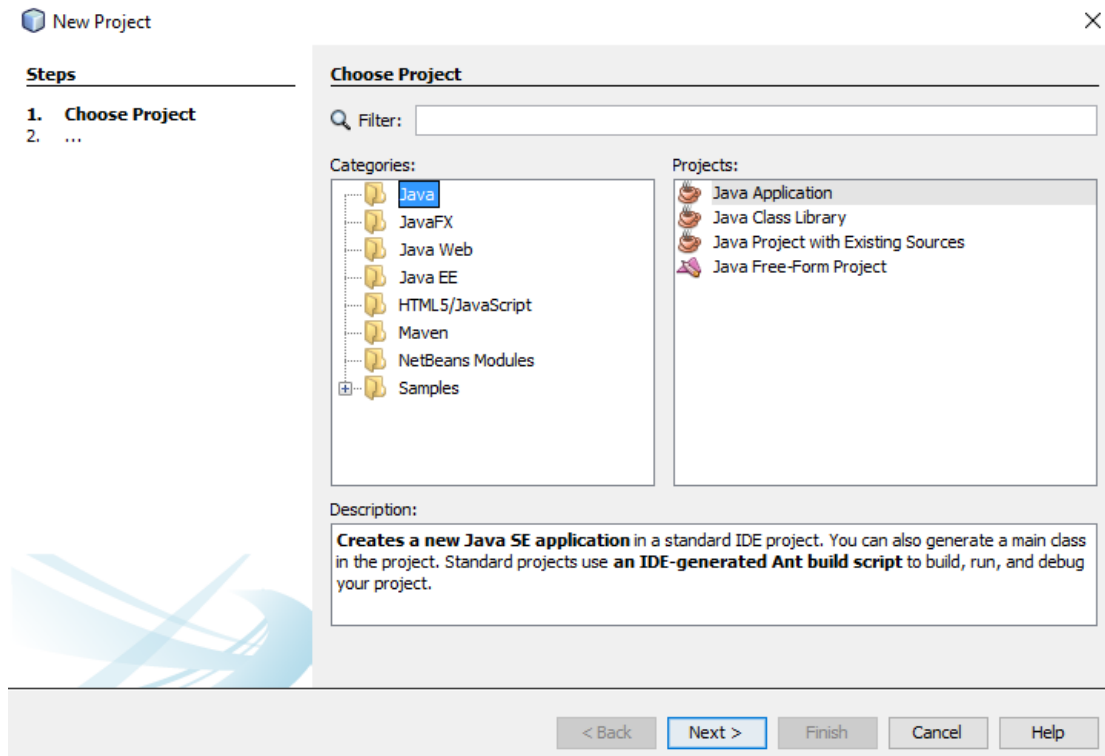 New Project
Steps
1. Choose Project
2. ...
Choose Project
Filter:
Categories:
Java
JavaFX
Java Web
Java EE
HTML5/JavaScript
Maven
NetBeans Modules
Samples
Projects:
Java Application
Java Class Library
Java Project with Existing Sources
Java Free-Form Project
Description:
Creates a new Java SE application in a standard IDE project. You can also generate a main class
in the project. Standard projects use an IDE-generated Ant build script to build, run, and debug
your project.
< Back
Next >
Finish
Cancel
Help